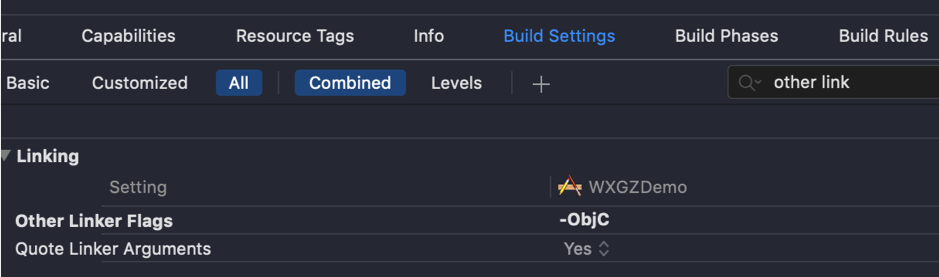 ral Capabilities Resource Tags Info Build Settings Build Phases Build Rules
Basic Customized All Combined Levels + other link
Linking
Setting WXGZDemo
Other Linker Flags -ObjC
Quote Linker Arguments Yes